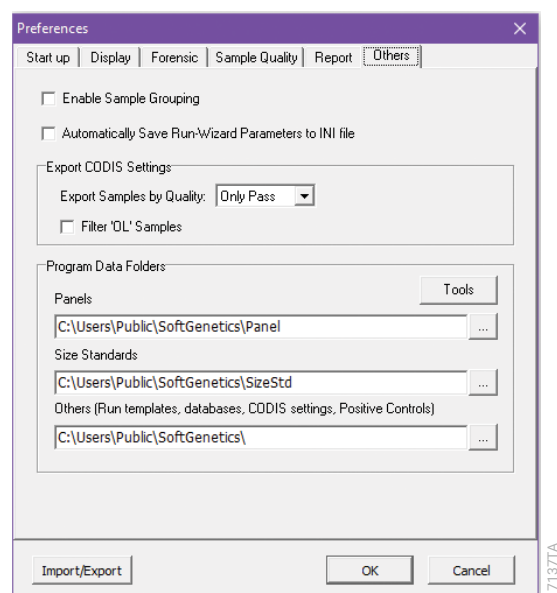 Preferences
Start up Display Forensic Sample Quality Report Others
Enable Sample Grouping
Automatically Save Run-Wizard Parameters to INI file
Export CODIS Settings
Export Samples by Quality: Only Pass
Filter 'OL' Samples
Program Data Folders
Tools
Panels
C:\Users\Public\SoftGenetics\Panel
...
Size Standards
C:\Users\Public\SoftGenetics\SizeStd
...
Others (Run templates, databases, CODIS settings, Positive Controls)
C:\Users\Public\SoftGenetics\
...
Import/Export OK Cancel
7137TA